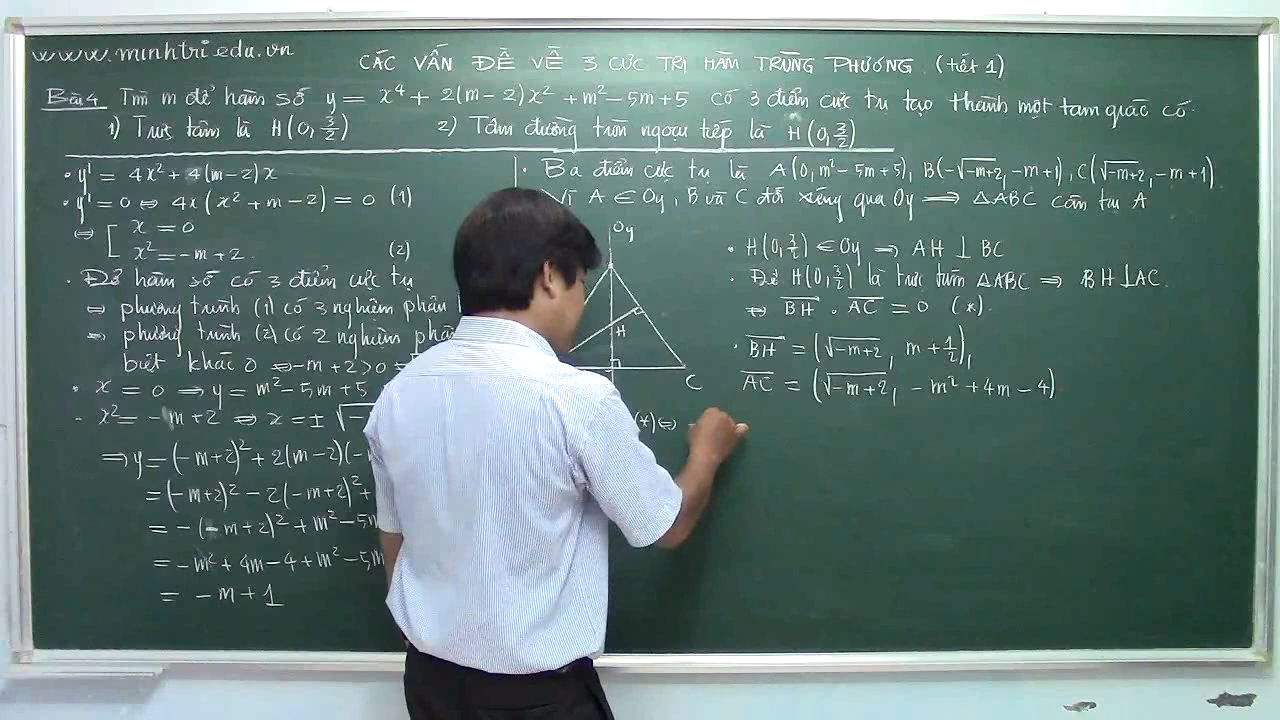 www.minhtri.edu.vn
CÁC VẤN ĐỀ VỀ 3 CỰC TRỊ HÀM TRÙNG PHƯƠNG (tiết 1)
Bài 4 Tìm m để hàm số y = x⁴ + 2(m-2)x² + m² - 5m + 5 có 3 điểm cực trị tạo thành một tam giác có
1) Trực tâm là H(0, 3/2) 2) Tâm đường tròn ngoại tiếp là H(0, 3/2)
• y' = 4x² + 4(m-2)x
• y' = 0 ⇔ 4x(x² + m - 2) = 0 (1)
⇔ [ x = 0
x² = -m + 2 . (2)
• Để hàm số có 3 điểm cực trị
⇔ phương trình (1) có 3 nghiệm phân
⇔ phương trình (2) có 2 nghiệm phân
biệt khác 0 ⇔ -m + 2 > 0
• x = 0 ⇒ y = m² - 5m + 5
- x² = -m + 2 ⇔ x = ± √-
⇒ y = (-m+2)² + 2(m-2)(-
= (-m+2)² - 2(-m+2)² +
= -(-m+2)² + m² - 5m
= -m² + 4m - 4 + m² - 5m
= -m + 1
• Ba điểm cực trị là A(0, m² - 5m + 5), B(-√-m+2, -m+1), C(√-m+2, -m+1)
Vì A ∈ Oy, B và C đối xứng qua Oy ⟹ △ABC cân tại A
Oy
H
C
• H(0, 3/2) ∈ Oy ⇒ AH ⊥ BC
• Để H(0, 3/2) là trực tâm △ABC ⇒ BH ⊥ AC.
⇔ BH . AC = 0 (*)
• BH = (√-m+2, m + 1/2),
AC = (√-m+2, -m² + 4m - 4)
(*) ⇔ -